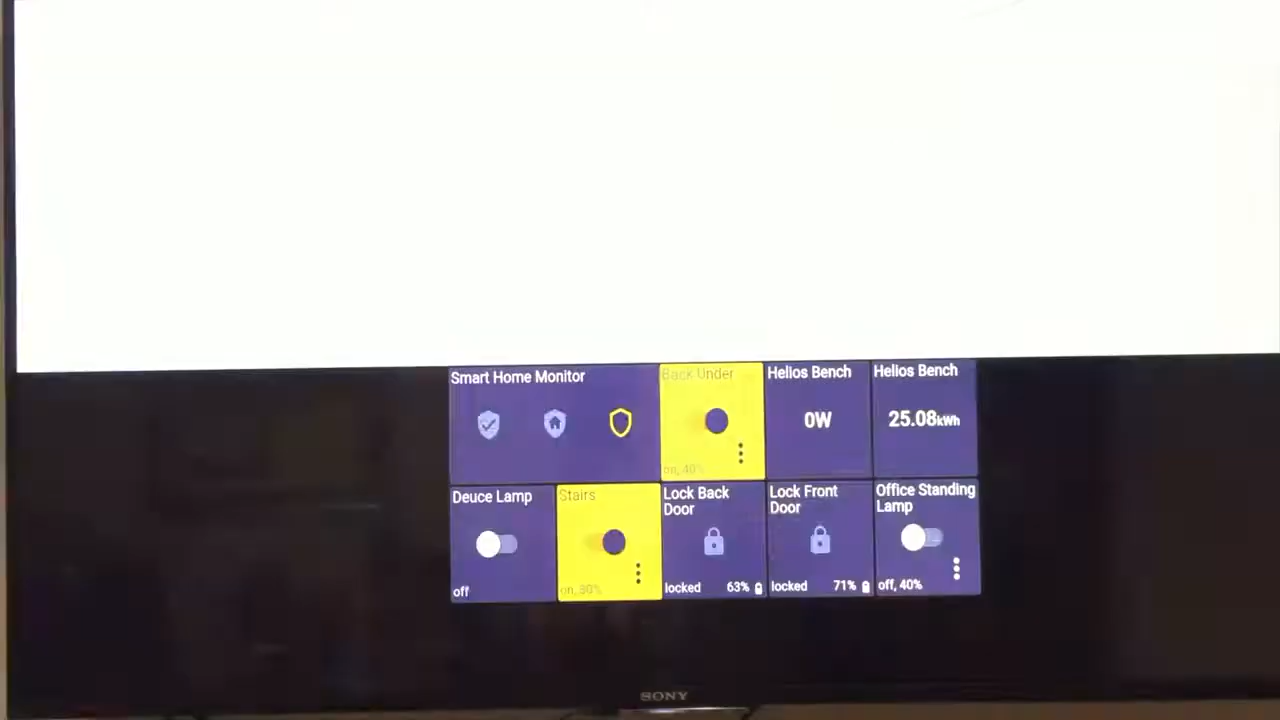 Smart Home Monitor
Back Under
on, 40%
Helios Bench
0W
Helios Bench
25.08kWh
Deuce Lamp
off
Stairs
on, 30%
Lock Back
Door
locked 63%
Lock Front
Door
locked 71%
Office Standing
Lamp
off, 40%
SONY